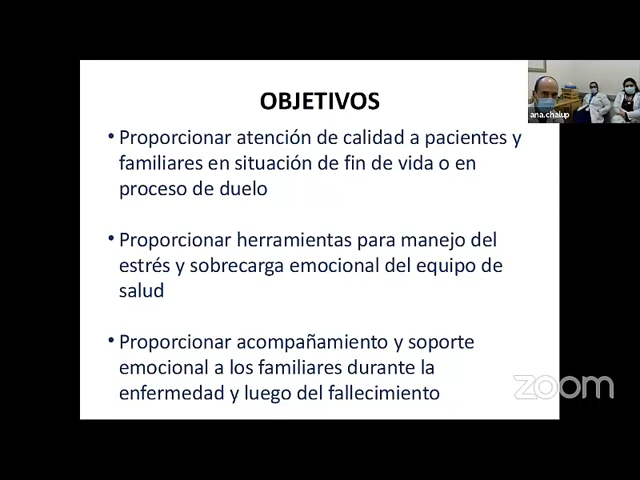 OBJETIVOS
• Proporcionar atención de calidad a pacientes y
familiares en situación de fin de vida o en
proceso de duelo
• Proporcionar herramientas para manejo del
estrés y sobrecarga emocional del equipo de
salud
• Proporcionar acompañamiento y soporte
emocional a los familiares durante la
enfermedad y luego del fallecimiento
ana.chalup
zoom